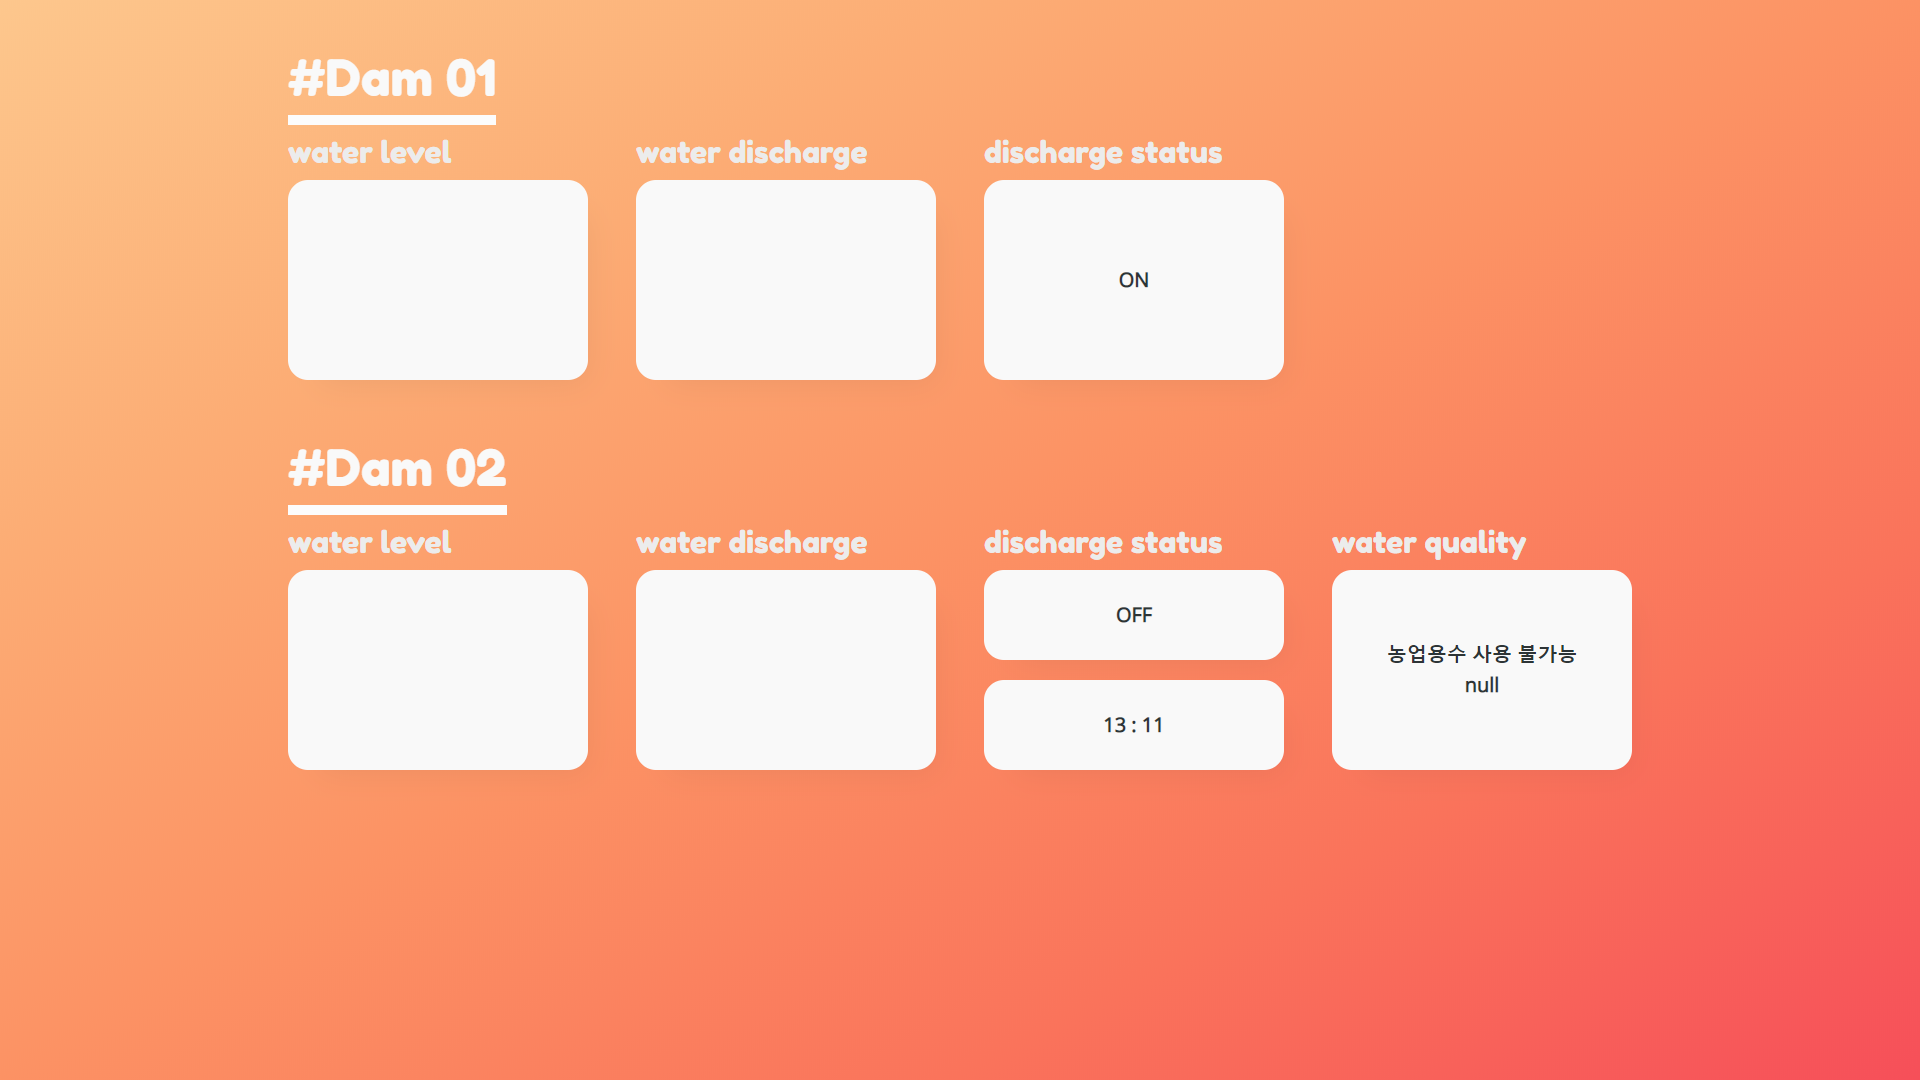 #Dam 01
water level
water discharge
discharge status
ON
#Dam 02
water level
water discharge
discharge status
water quality
OFF
13 : 11
농업용수 사용 불가능
null